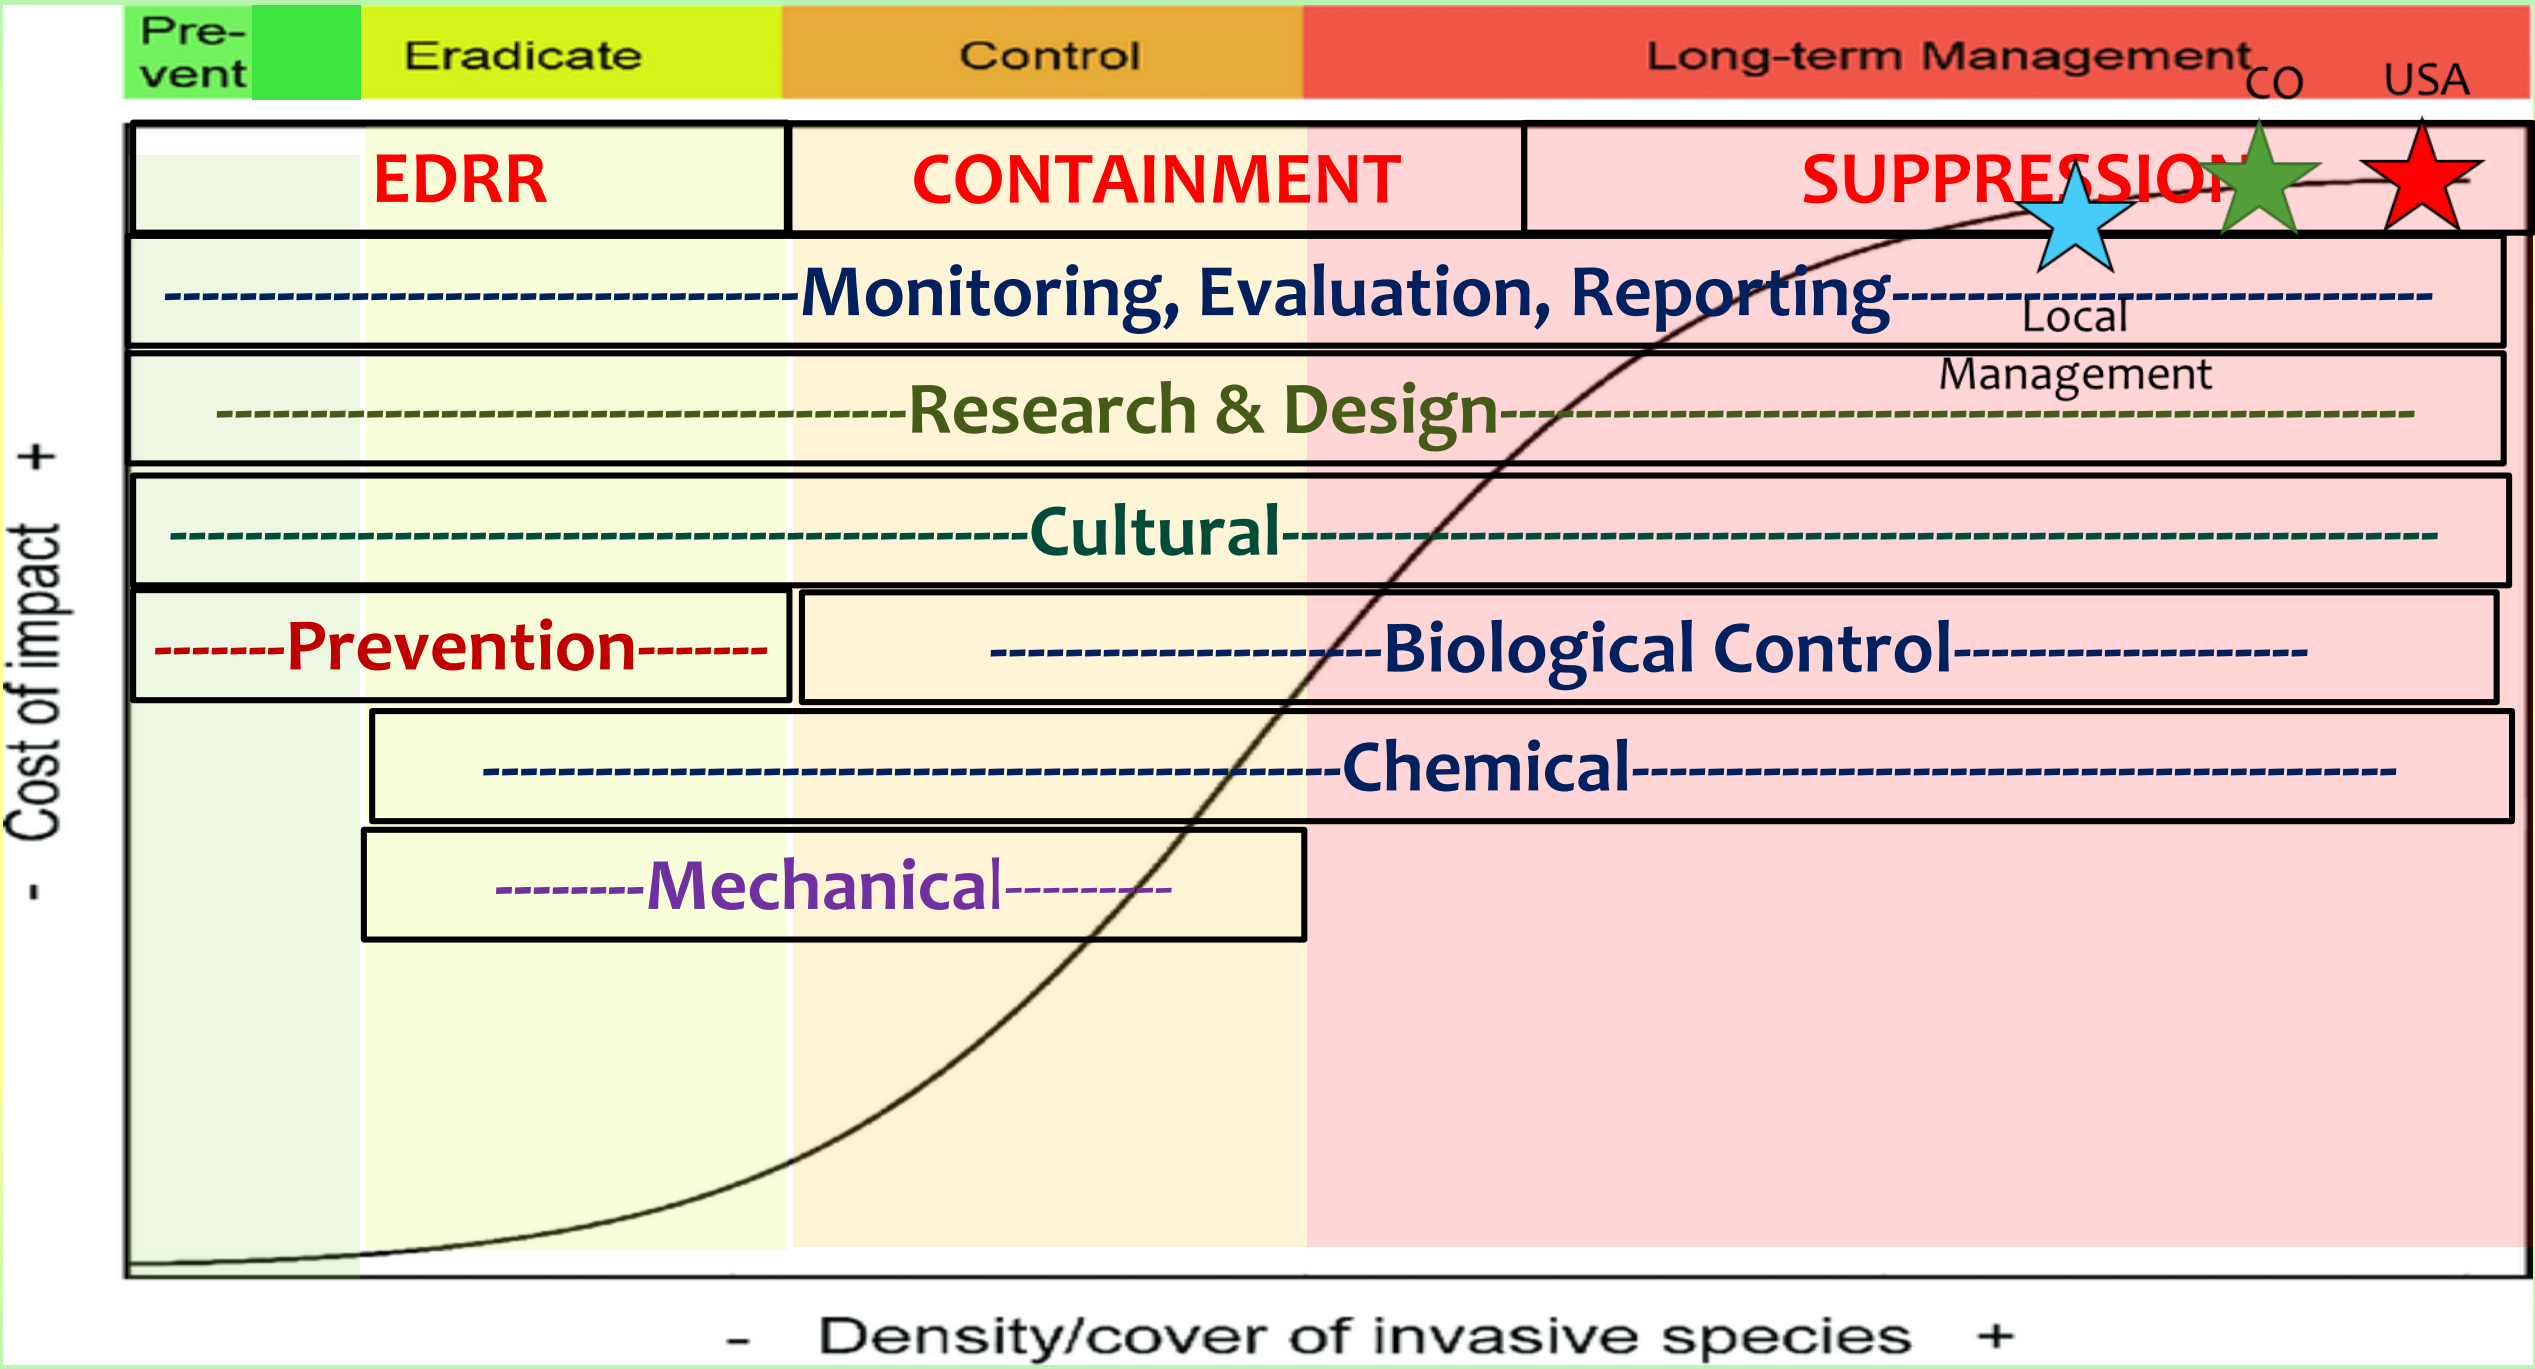 Pre-
vent
Eradicate
Control
Long-term Management
CO
USA
EDRR
CONTAINMENT
SUPPRESSION
--------------------------------------Monitoring, Evaluation, Reporting--------------------------------
Local
Management
-----------------------------------------Research & Design-------------------------------------------------------
---------------------------------------------------Cultural---------------------------------------------------------------------
-------Prevention-------
---------------------Biological Control-------------------
----------------------------------------------Chemical-----------------------------------------
--------Mechanical---------
- Cost of impact +
- Density/cover of invasive species +